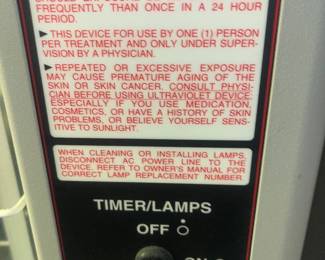 FREQUENTLY THAN ONCE IN A 24 HOUR
PERIOD.
►THIS DEVICE FOR USE BY ONE (1) PERSON
PER TREATMENT AND ONLY UNDER SUPER-
VISION BY A PHYSICIAN.
►REPEATED OR EXCESSIVE EXPOSURE
MAY CAUSE PREMATURE AGING OF THE
SKIN OR SKIN CANCER. CONSULT PHYSI-
CIAN BEFORE USING ULTRAVIOLET DEVICE
ESPECIALLY IF YOU USE MEDICATION,
COSMETICS, OR HAVE A HISTORY OF SKIN
PROBLEMS, OR BELIEVE YOURSELF SENS-
ITIVE TO SUNLIGHT.
WHEN CLEANING OR INSTALLING LAMPS,
DISCONNECT AC POWER LINE TO THE
DEVICE. REFER TO OWNER'S MANUAL FOR
CORRECT LAMP REPLACEMENT NUMBER
TIMER/LAMPS
OFF